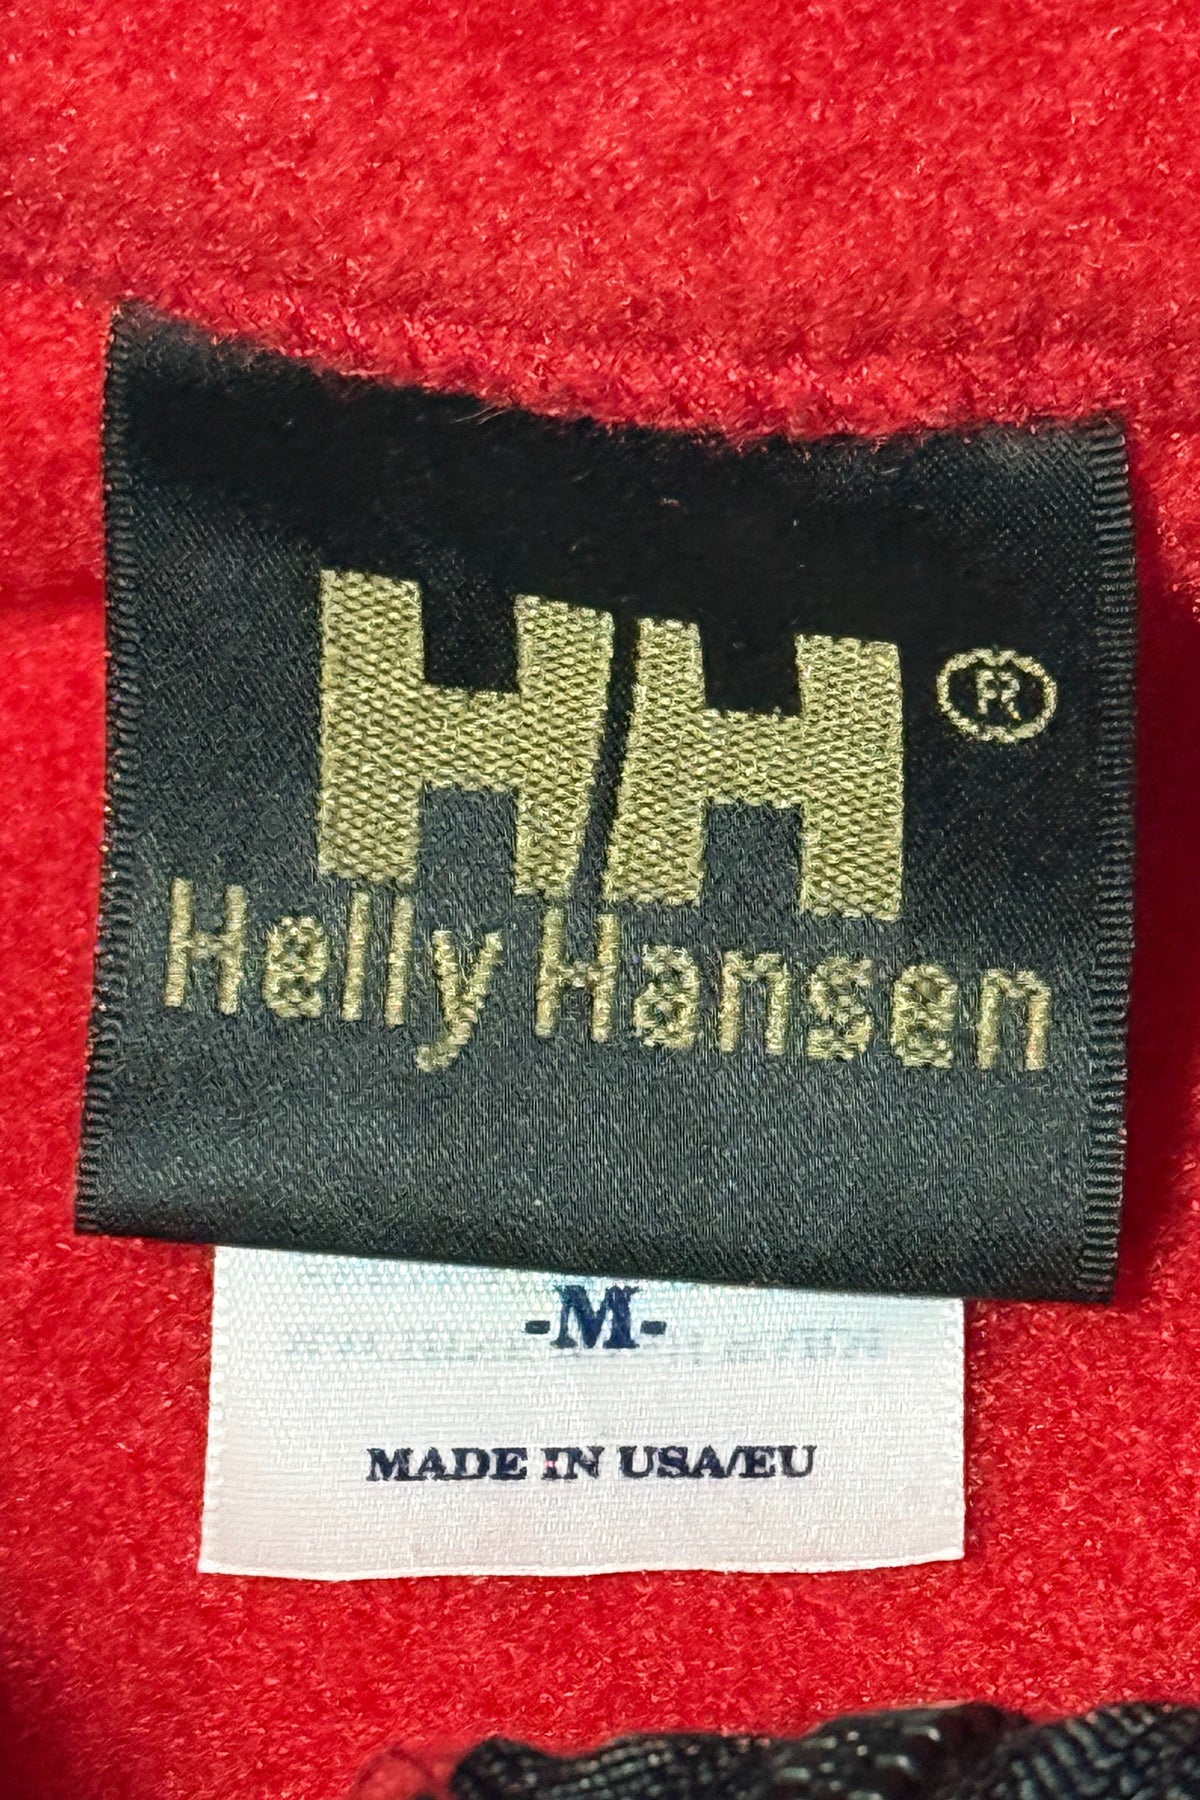 HH®
Helly Hansen
-M-
MADE IN USA/EU